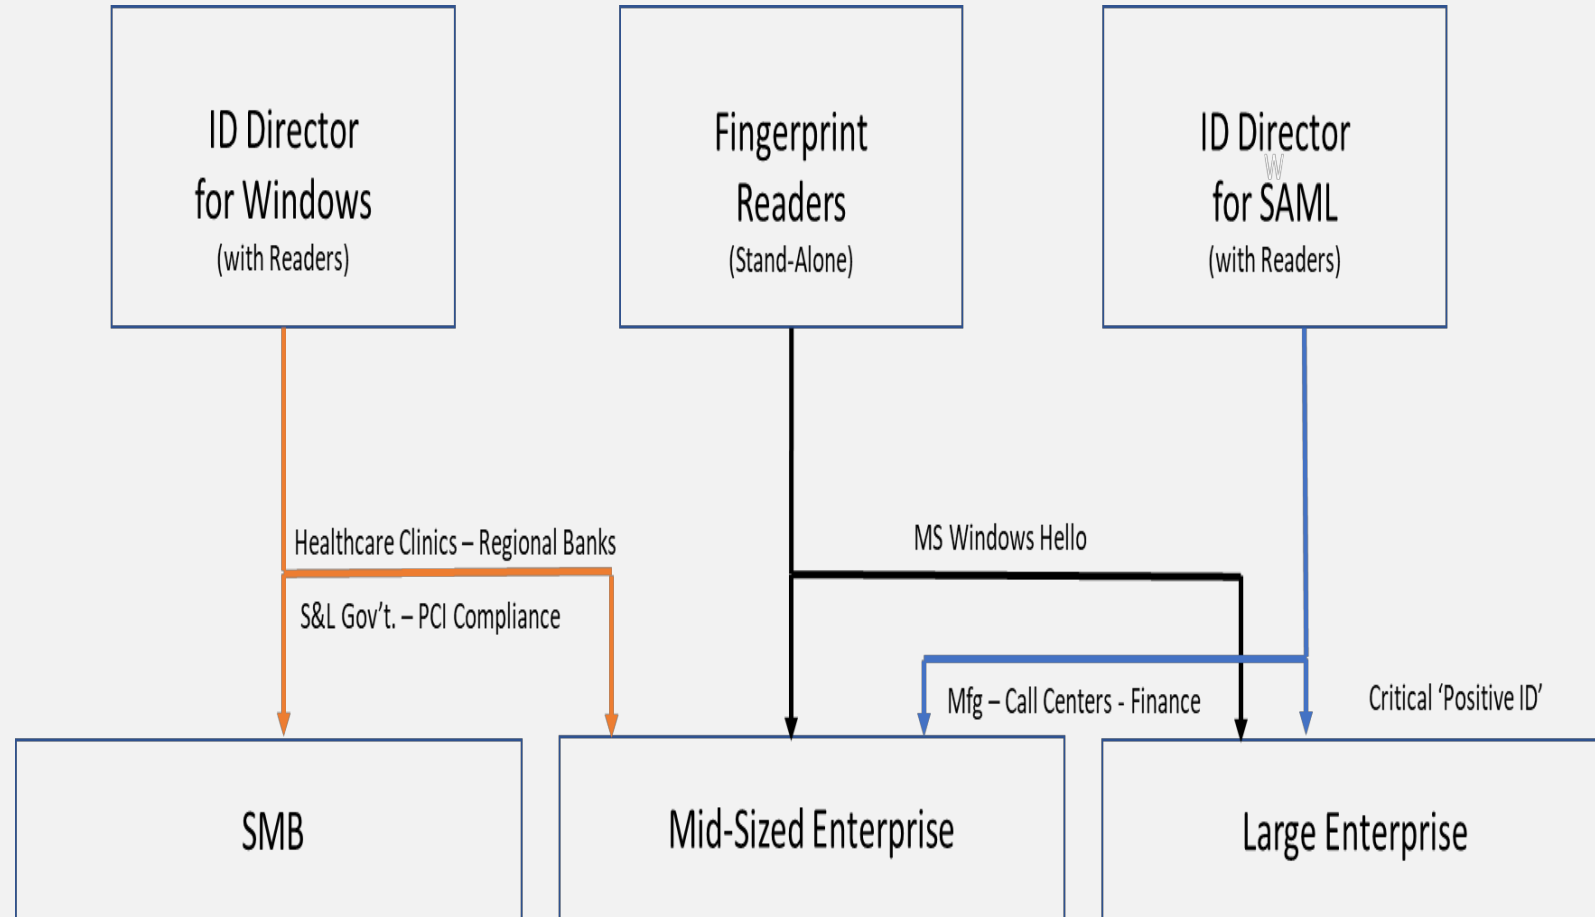 ID Director
for Windows
(with Readers)
Fingerprint
Readers
(Stand-Alone)
ID Director
W
for SAML
(with Readers)
Healthcare Clinics – Regional Banks
S&L Gov’t. – PCI Compliance
MS Windows Hello
Mfg – Call Centers - Finance
Critical ‘Positive ID’
SMB
Mid-Sized Enterprise
Large Enterprise